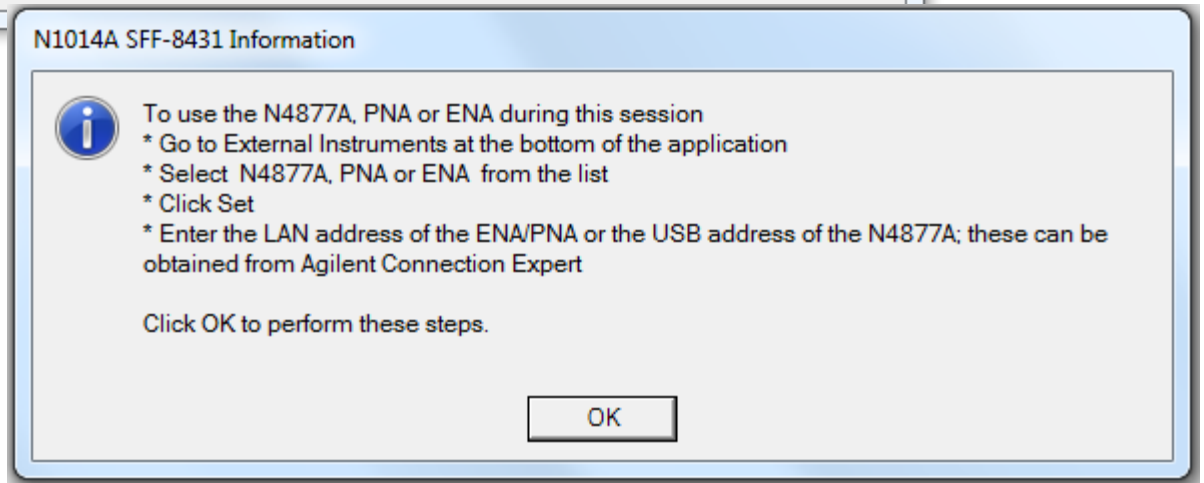 N1014A SFF-8431 Information
To use the N4877A, PNA or ENA during this session
* Go to External Instruments at the bottom of the application
* Select  N4877A, PNA or ENA  from the list
* Click Set
* Enter the LAN address of the ENA/PNA or the USB address of the N4877A; these can be
obtained from Agilent Connection Expert
Click OK to perform these steps.
OK